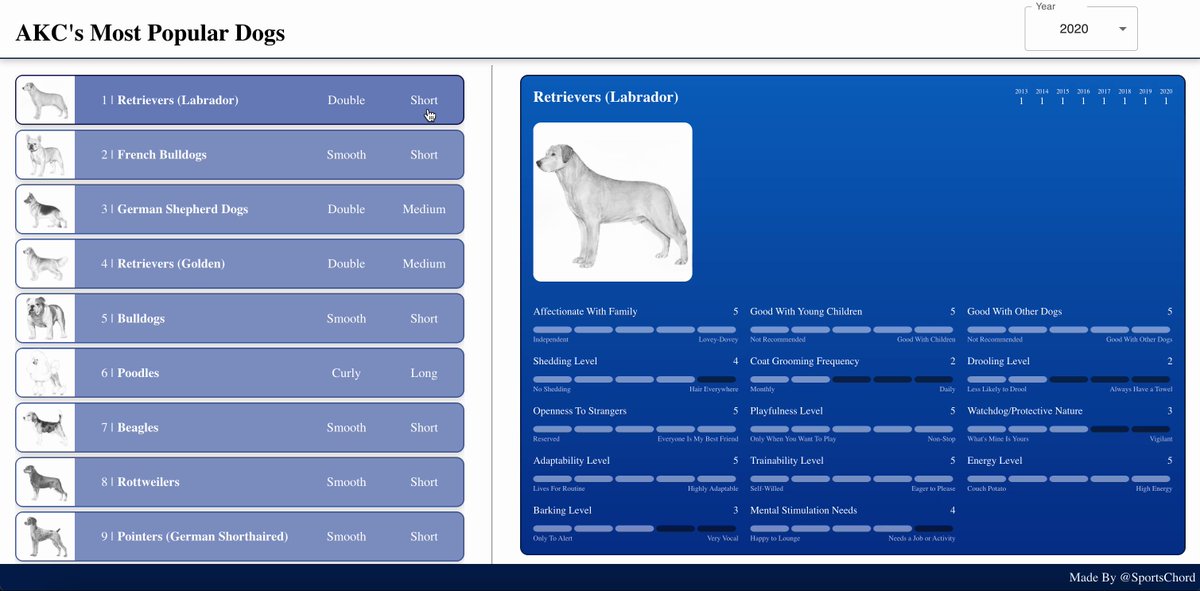 AKC's Most Popular Dogs
Year
2020
1 | Retrievers (Labrador) Double Short
2 | French Bulldogs Smooth Short
3 | German Shepherd Dogs Double Medium
4 | Retrievers (Golden) Double Medium
5 | Bulldogs Smooth Short
6 | Poodles Curly Long
7 | Beagles Smooth Short
8 | Rottweilers Smooth Short
9 | Pointers (German Shorthaired) Smooth Short
Retrievers (Labrador)
2013 2014 2015 2016 2017 2018 2019 2020
1 1 1 1 1 1 1 1
Affectionate With Family 5 Good With Young Children 5 Good With Other Dogs 5
Independent Lovey-Dovey Not Recommended Good With Children Not Recommended Good With Other Dogs
Shedding Level 4 Coat Grooming Frequency 2 Drooling Level 2
No Shedding Hair Everywhere Monthly Daily Less Likely to Drool Always Have a Towel
Openness To Strangers 5 Playfulness Level 5 Watchdog/Protective Nature 3
Reserved Everyone Is My Best Friend Only When You Want To Play Non-Stop What's Mine Is Yours Vigilant
Adaptability Level 5 Trainability Level 5 Energy Level 5
Lives For Routine Highly Adaptable Self-Willed Eager to Please Couch Potato High Energy
Barking Level 3 Mental Stimulation Needs 4
Only To Alert Very Vocal Happy to Lounge Needs a Job or Activity
Made By @SportsChord